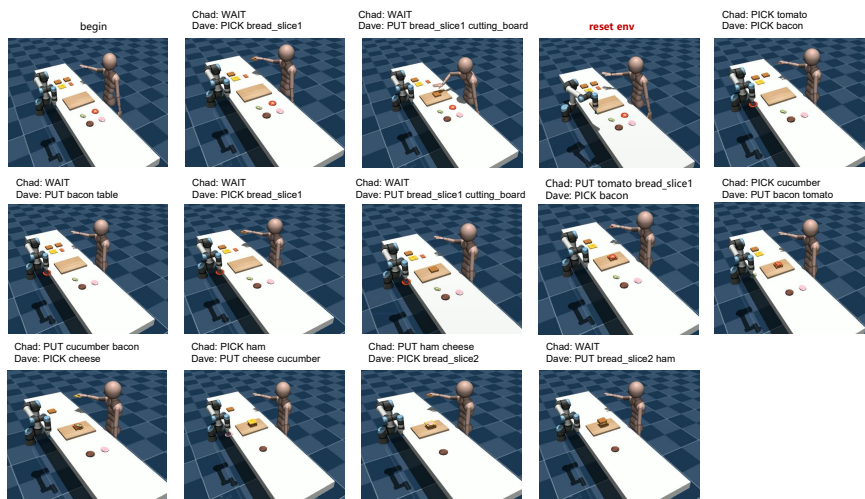 begin
Chad: WAIT
Dave: PICK bread_slice1
Chad: WAIT
Dave: PUT bread_slice1 cutting_board
reset env
Chad: PICK tomato
Dave: PICK bacon
Chad: WAIT
Dave: PUT bacon table
Chad: WAIT
Dave: PICK bread_slice1
Chad: WAIT
Dave: PUT bread_slice1 cutting_board
Chad: PUT tomato bread_slice1
Dave: PICK bacon
Chad: PICK cucumber
Dave: PUT bacon tomato
Chad: PUT cucumber bacon
Dave: PICK cheese
Chad: PICK ham
Dave: PUT cheese cucumber
Chad: PUT ham cheese
Dave: PICK bread_slice2
Chad: WAIT
Dave: PUT bread_slice2 ham